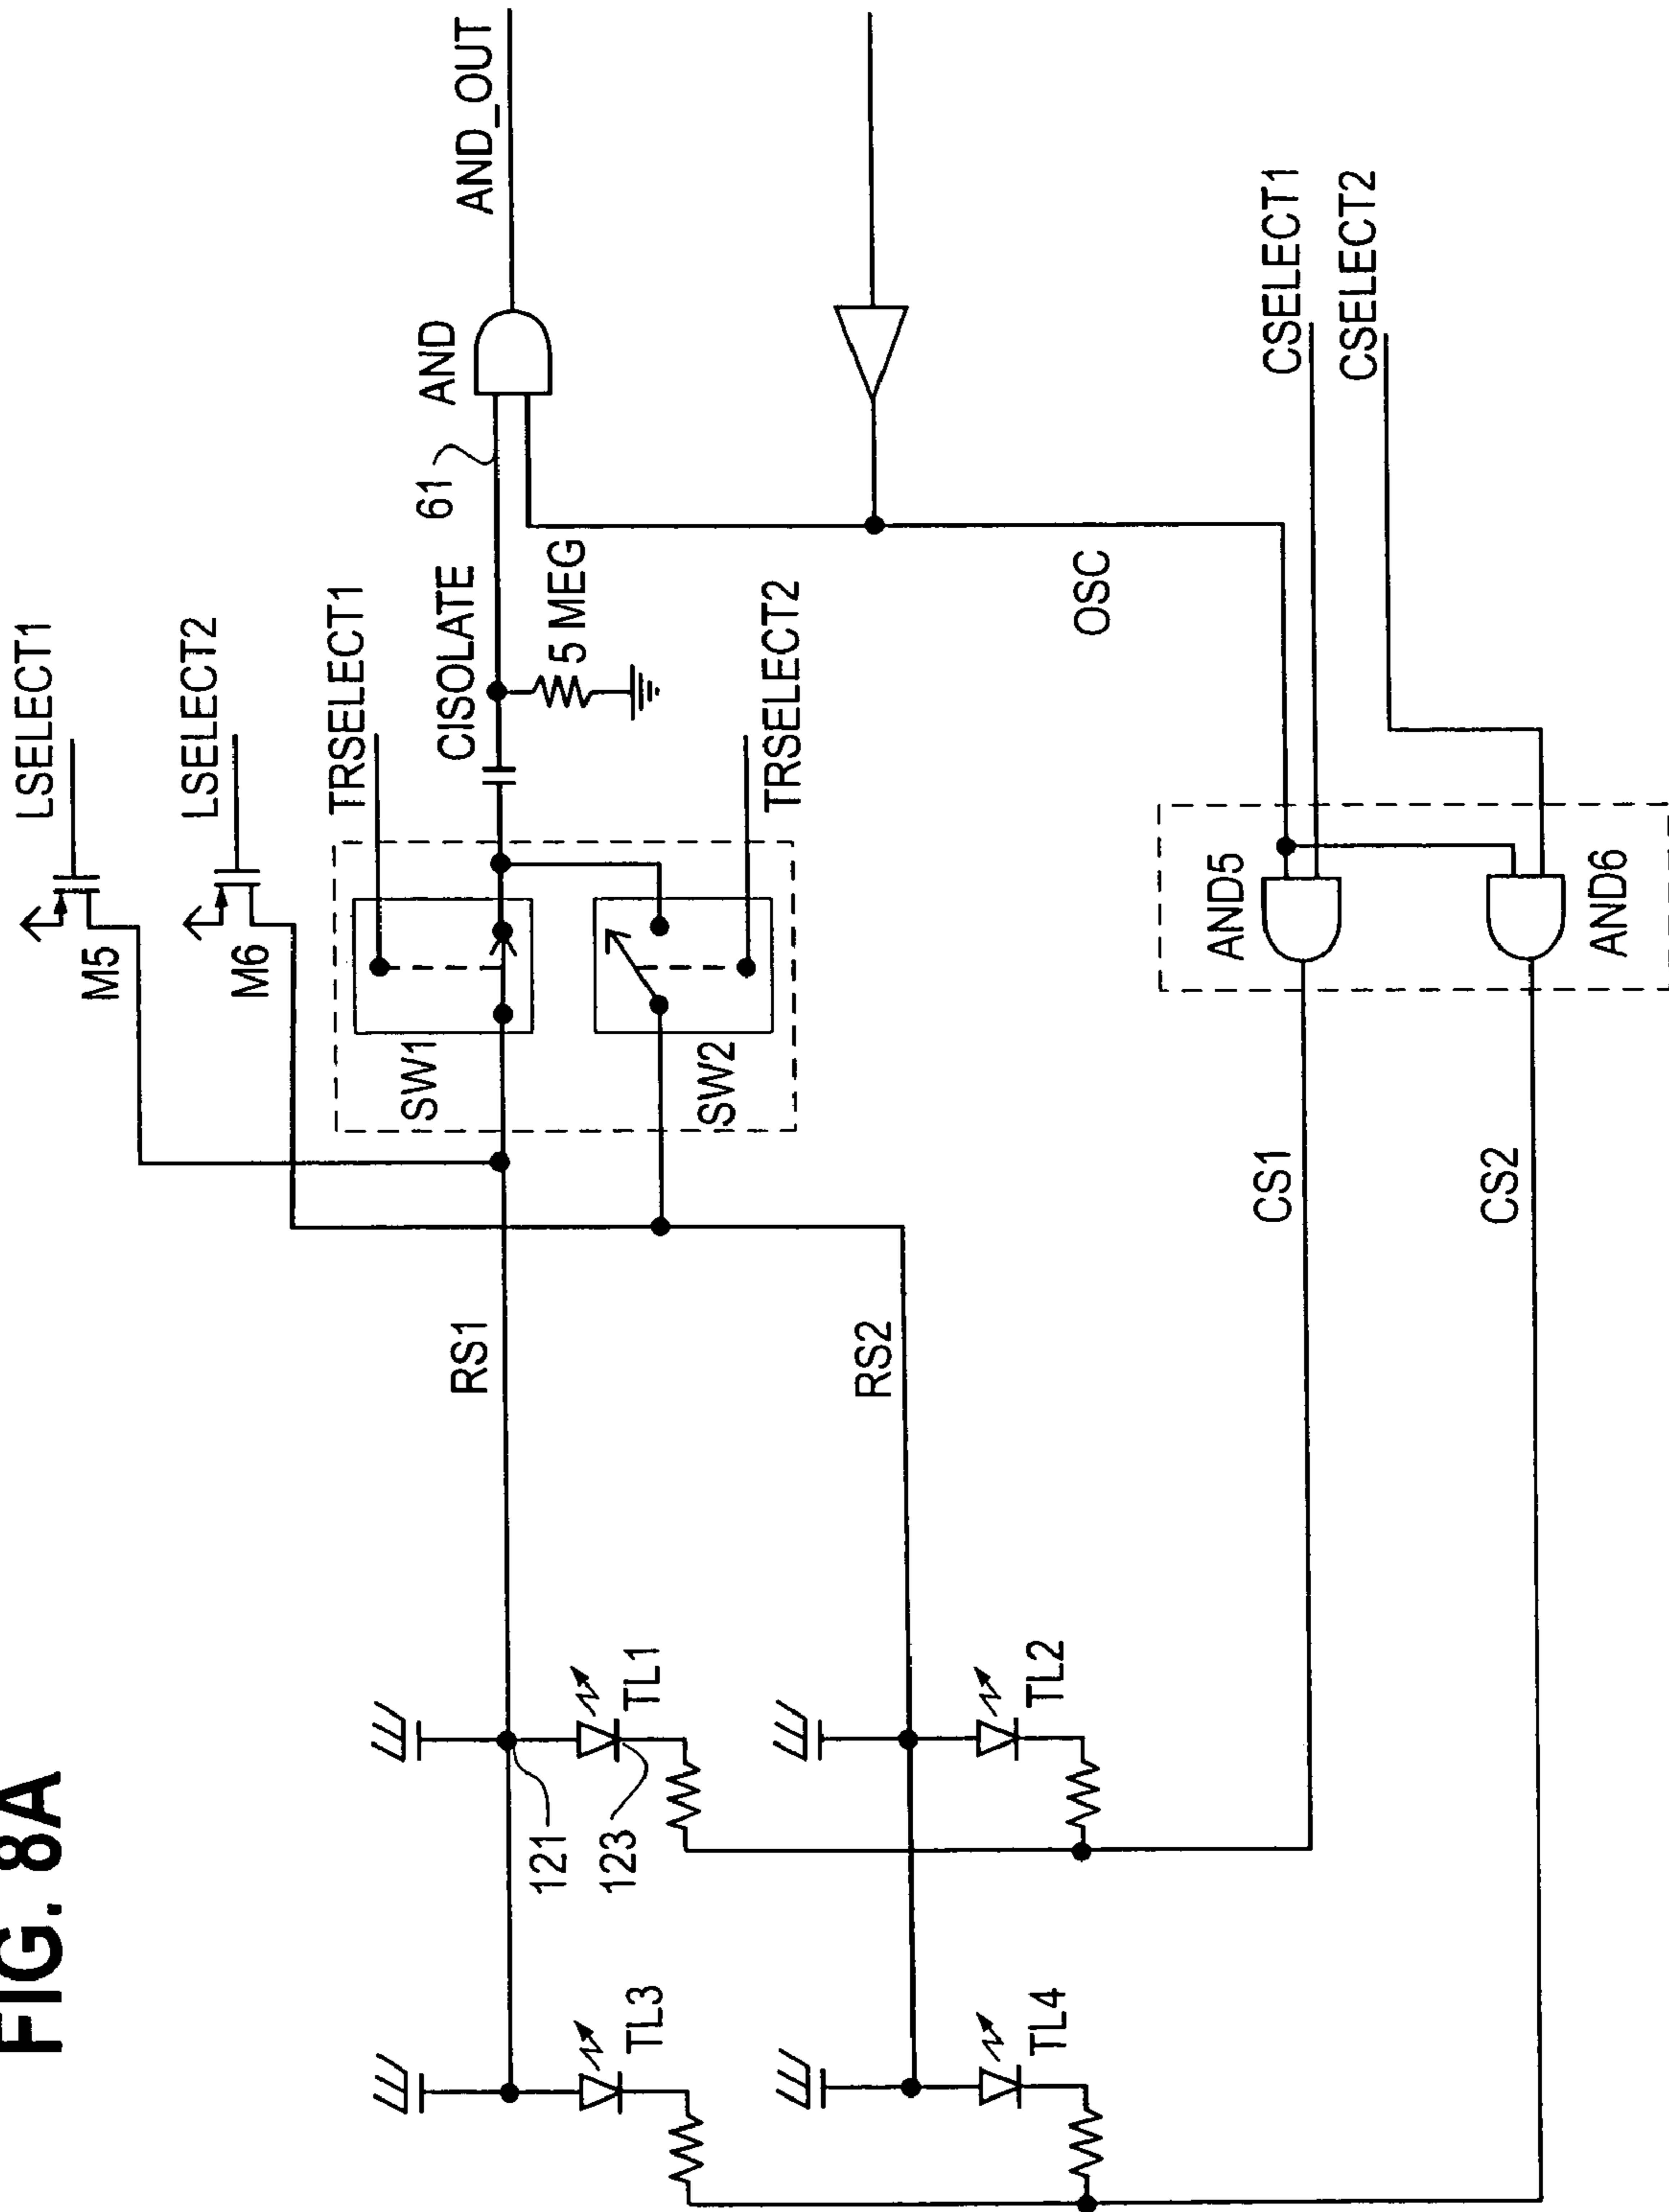 FIG. 8A
LSELECT1
M5
LSELECT2
M6
TRSELECT1
SW1
CISOLATE
5 MEG
61
AND
AND_OUT
TRSELECT2
SW2
RS1
RS2
121
123
TL1
TL3
TL2
TL4
OSC
CSELECT1
CSELECT2
AND5
AND6
CS1
CS2